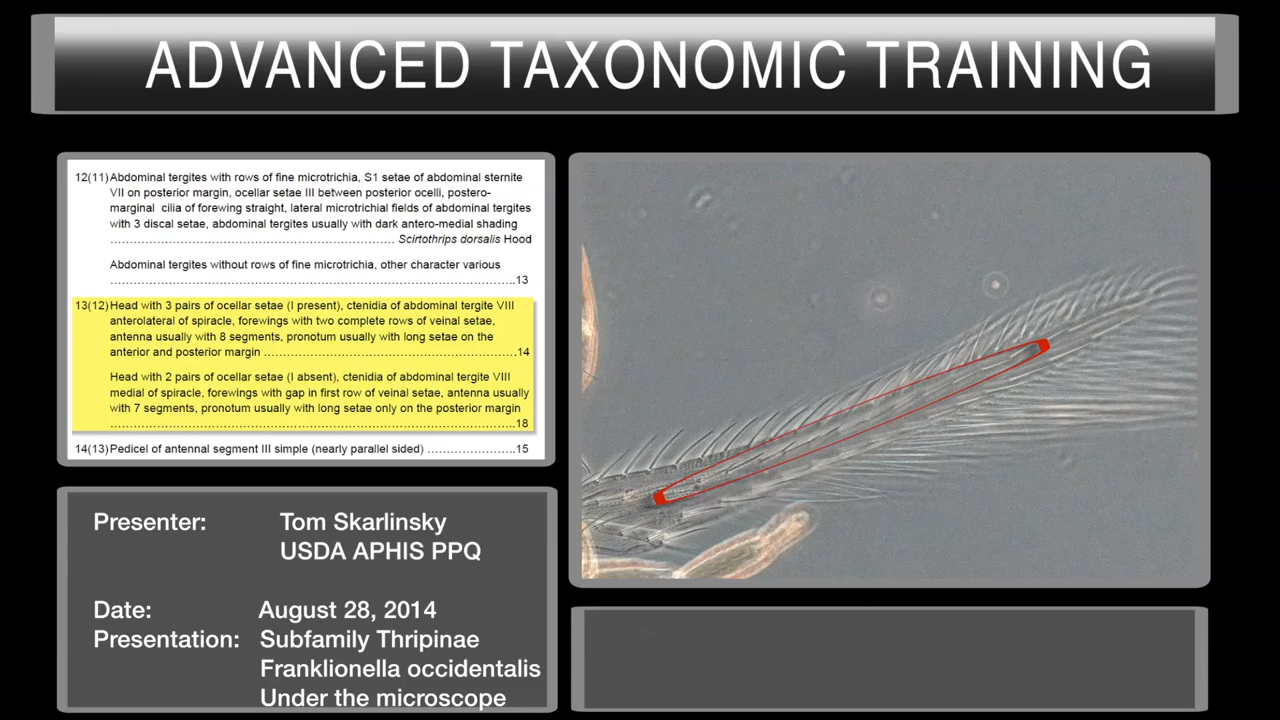 ADVANCED TAXONOMIC TRAINING
12(11) Abdominal tergites with rows of fine microtrichia, S1 setae of abdominal sternite
VII on posterior margin, ocellar setae III between posterior ocelli, postero-
marginal cilia of forewing straight, lateral microtrichial fields of abdominal tergites
with 3 discal setae, abdominal tergites usually with dark antero-medial shading
........................................................................ Scirtothrips dorsalis Hood
Abdominal tergites without rows of fine microtrichia, other character various
....................................................................................................13
13(12) Head with 3 pairs of ocellar setae (I present), ctenidia of abdominal tergite VIII
anterolateral of spiracle, forewings with two complete rows of veinal setae,
antenna usually with 8 segments, pronotum usually with long setae on the
anterior and posterior margin ...............................................................14
Head with 2 pairs of ocellar setae (I absent), ctenidia of abdominal tergite VIII
medial of spiracle, forewings with gap in first row of veinal setae, antenna usually
with 7 segments, pronotum usually with long setae only on the posterior margin
....................................................................................................18
14(13) Pedicel of antennal segment III simple (nearly parallel sided) ......................15
Presenter: Tom Skarlinsky
USDA APHIS PPQ
Date: August 28, 2014
Presentation: Subfamily Thripinae
Franklionella occidentalis
Under the microscope